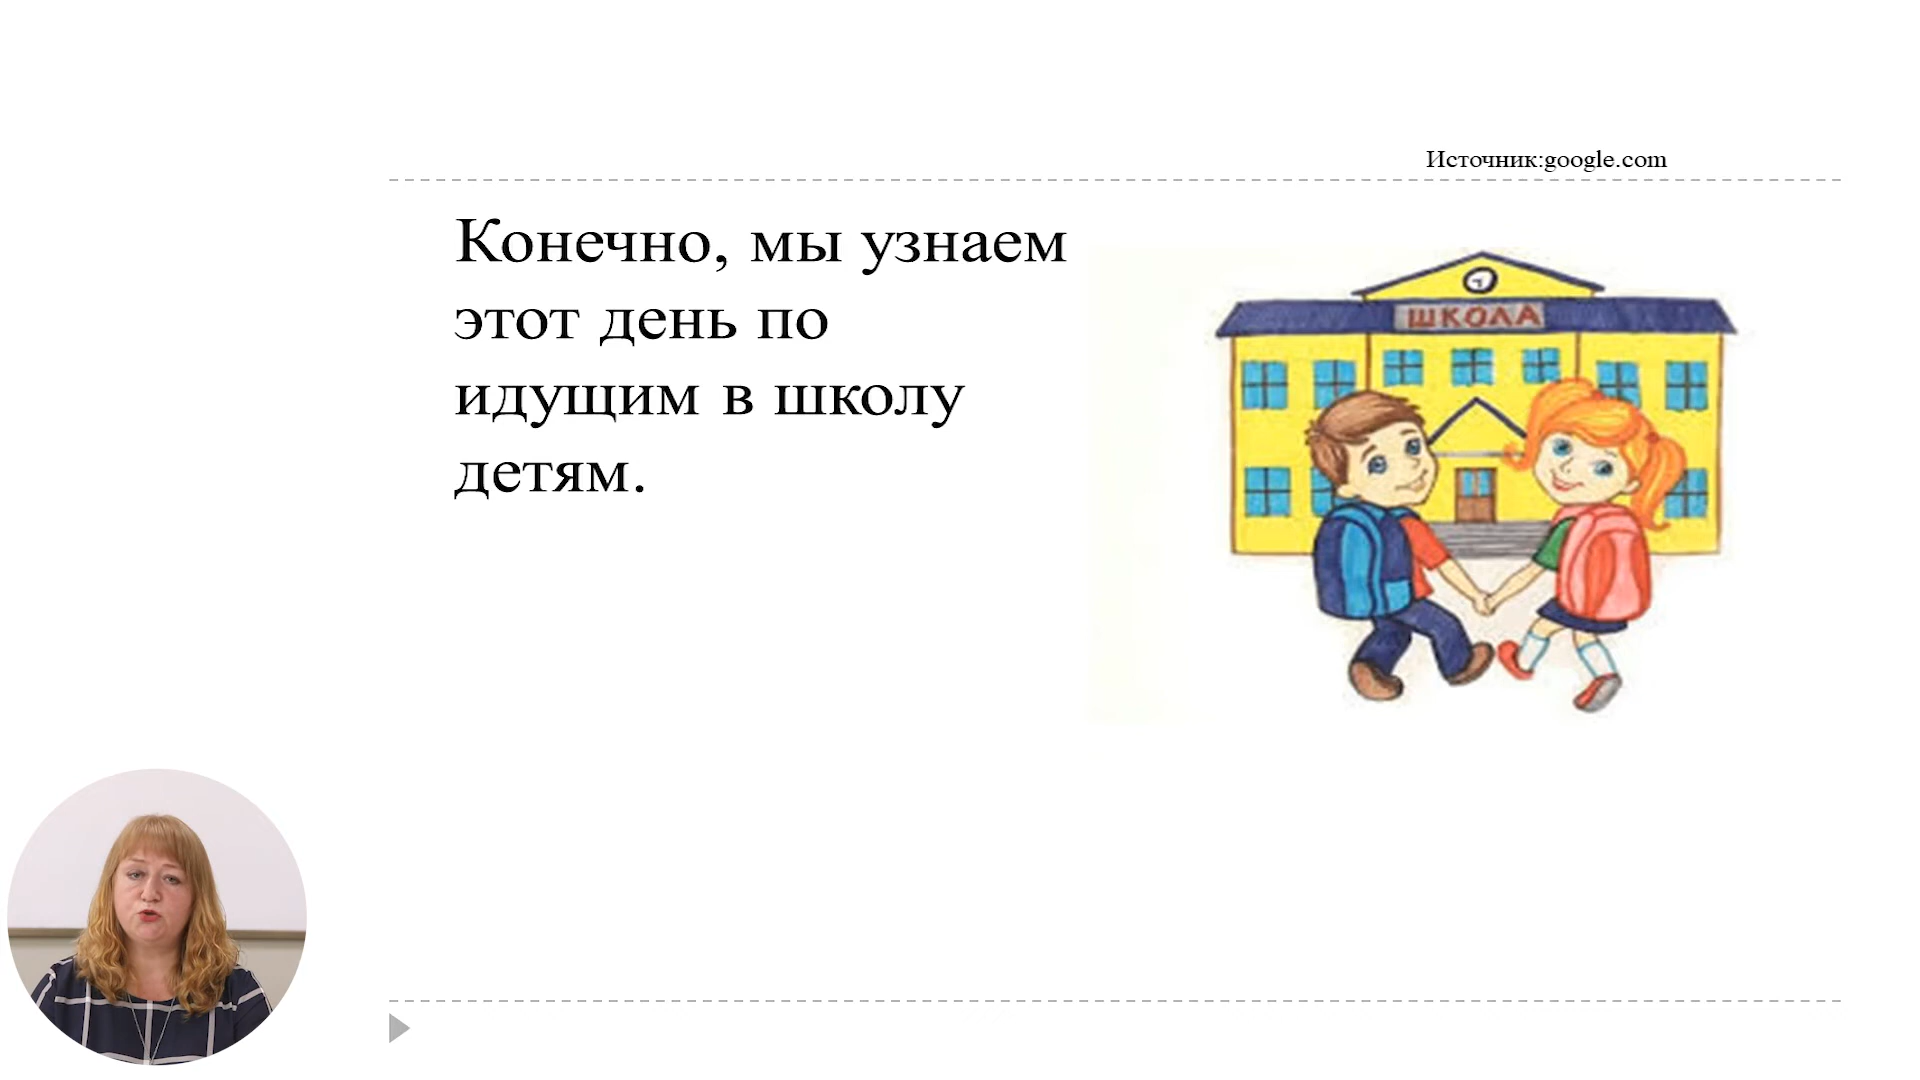 Источник:google.com
Конечно, мы узнаем
этот день по
идущим в школу
детям.
ШКОЛА